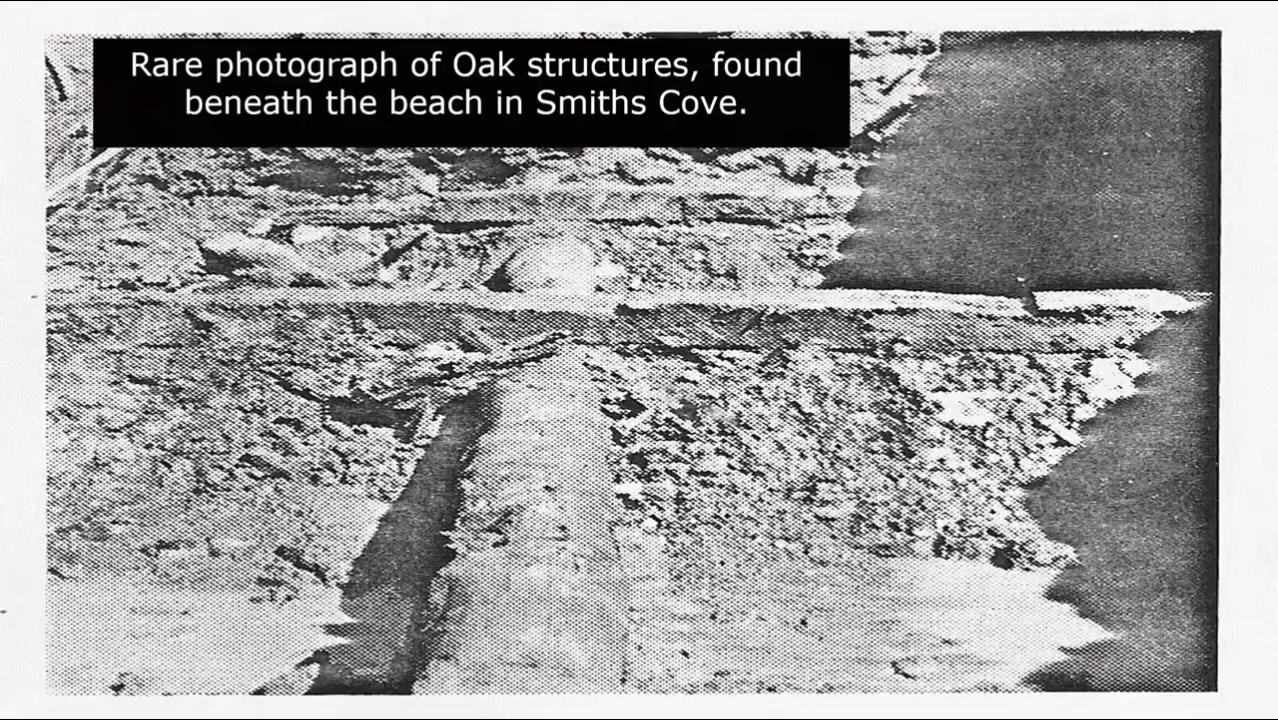 Rare photograph of Oak structures, found
beneath the beach in Smiths Cove.